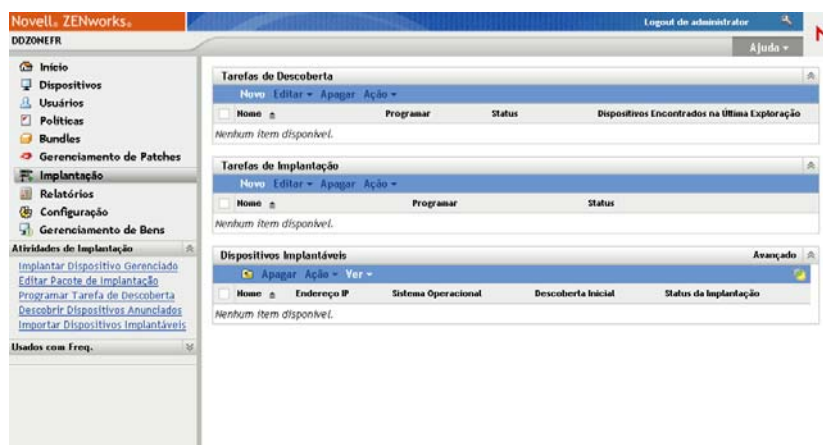 Novell® ZENworks®
Logout de administrator
DDZONEFR
Ajuda
Início
Dispositivos
Usuários
Políticas
Bundles
Gerenciamento de Patches
Implantação
Relatórios
Configuração
Gerenciamento de Bens
Atividades de Implantação
Implantar Dispositivo Gerenciado
Editar Pacote de Implantação
Programar Tarefa de Descoberta
Descobrir Dispositivos Anunciados
Importar Dispositivos Implantáveis
Usados com Freq.
Tarefas de Descoberta
Novo Editar Apagar Ação
Nome Programar Status Dispositivos Encontrados na Última Exploração
Nenhum item disponível.
Tarefas de Implantação
Novo Editar Apagar Ação
Nome Programar Status
Nenhum item disponível.
Dispositivos Implantáveis Avançado
Apagar Ação Ver
Nome Endereço IP Sistema Operacional Descoberta Inicial Status da Implantação
Nenhum item disponível.